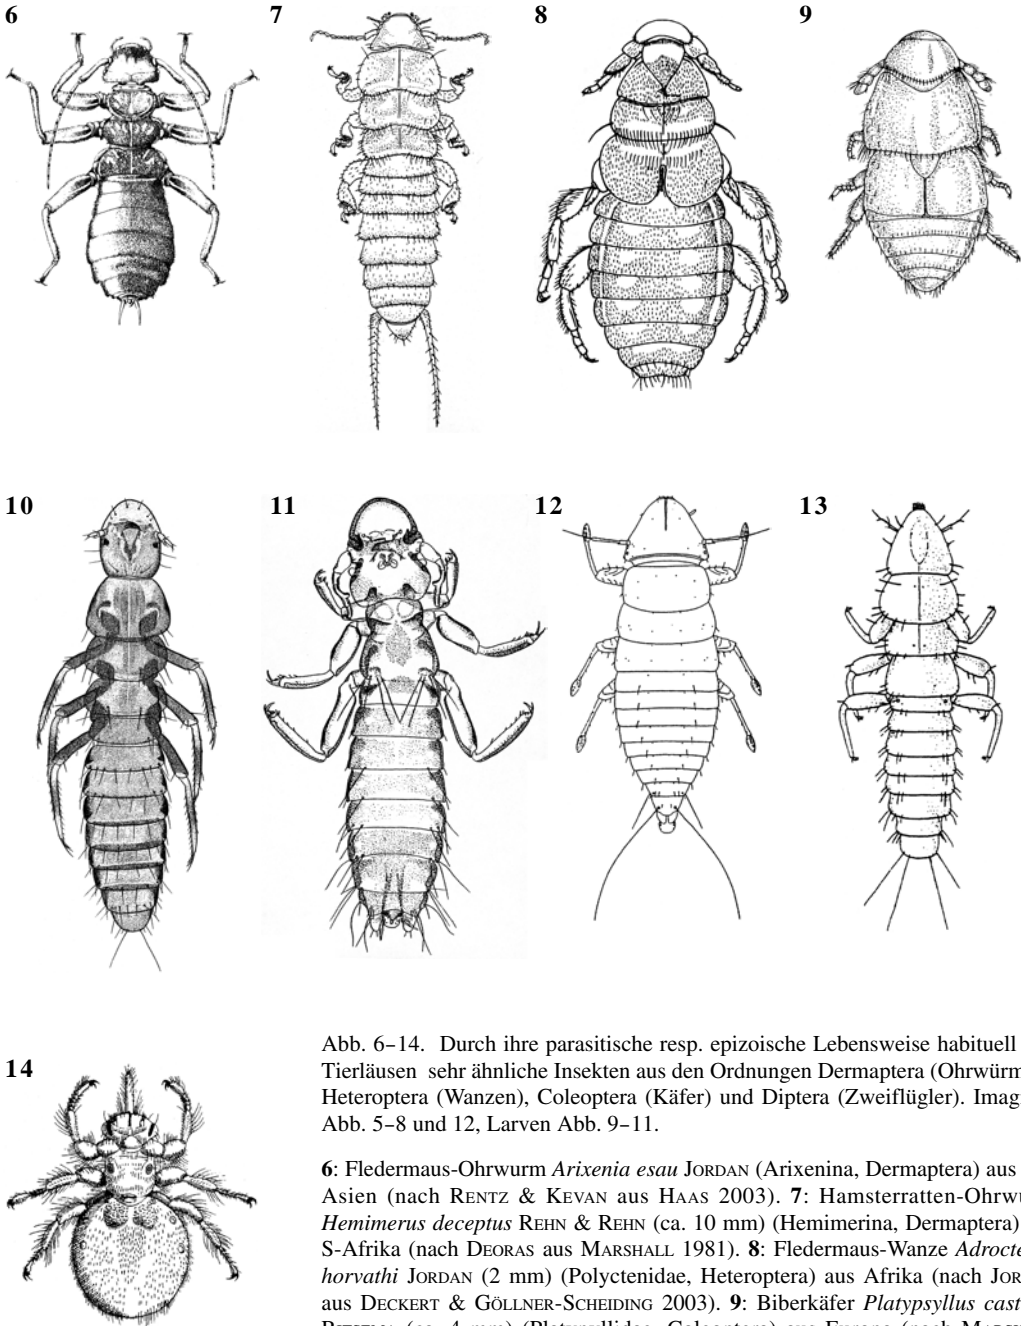 6 7 8 9
10 11 12 13
14
Abb. 6–14. Durch ihre parasitische resp. epizoische Lebensweise habituell
Tierläusen sehr ähnliche Insekten aus den Ordnungen Dermaptera (Ohrwürm
Heteroptera (Wanzen), Coleoptera (Käfer) und Diptera (Zweiflügler). Imag
Abb. 5–8 und 12, Larven Abb. 9–11.
6: Fledermaus-Ohrwurm Arixenia esau JORDAN (Arixenina, Dermaptera) aus
Asien (nach RENTZ & KEVAN aus HAAS 2003). 7: Hamsterratten-Ohrwu
Hemimerus deceptus REHN & REHN (ca. 10 mm) (Hemimerina, Dermaptera)
S-Afrika (nach DEORAS aus MARSHALL 1981). 8: Fledermaus-Wanze Adrocte
horvathi JORDAN (2 mm) (Polyctenidae, Heteroptera) aus Afrika (nach JOR
aus DECKERT & GÖLLNER-SCHEIDING 2003). 9: Biberkäfer Platypsyllus cast
(ca. 4 mm) (Platypsyllidae, Coleoptera) aus Europa (nach